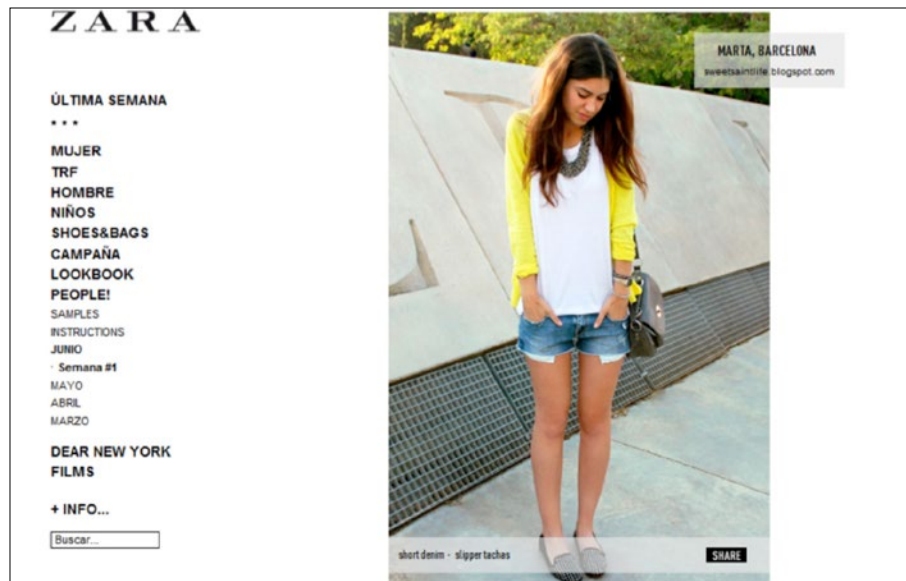 ZARA
ÚLTIMA SEMANA
* * *
MUJER
TRF
HOMBRE
NIÑOS
SHOES&BAGS
CAMPAÑA
LOOKBOOK
PEOPLE!
SAMPLES
INSTRUCTIONS
JUNIO
· Semana #1
MAYO
ABRIL
MARZO
DEAR NEW YORK
FILMS
+ INFO...
Buscar...
MARTA, BARCELONA
sweetsaintlife.blogspot.com
short denim - slipper tachas
SHARE